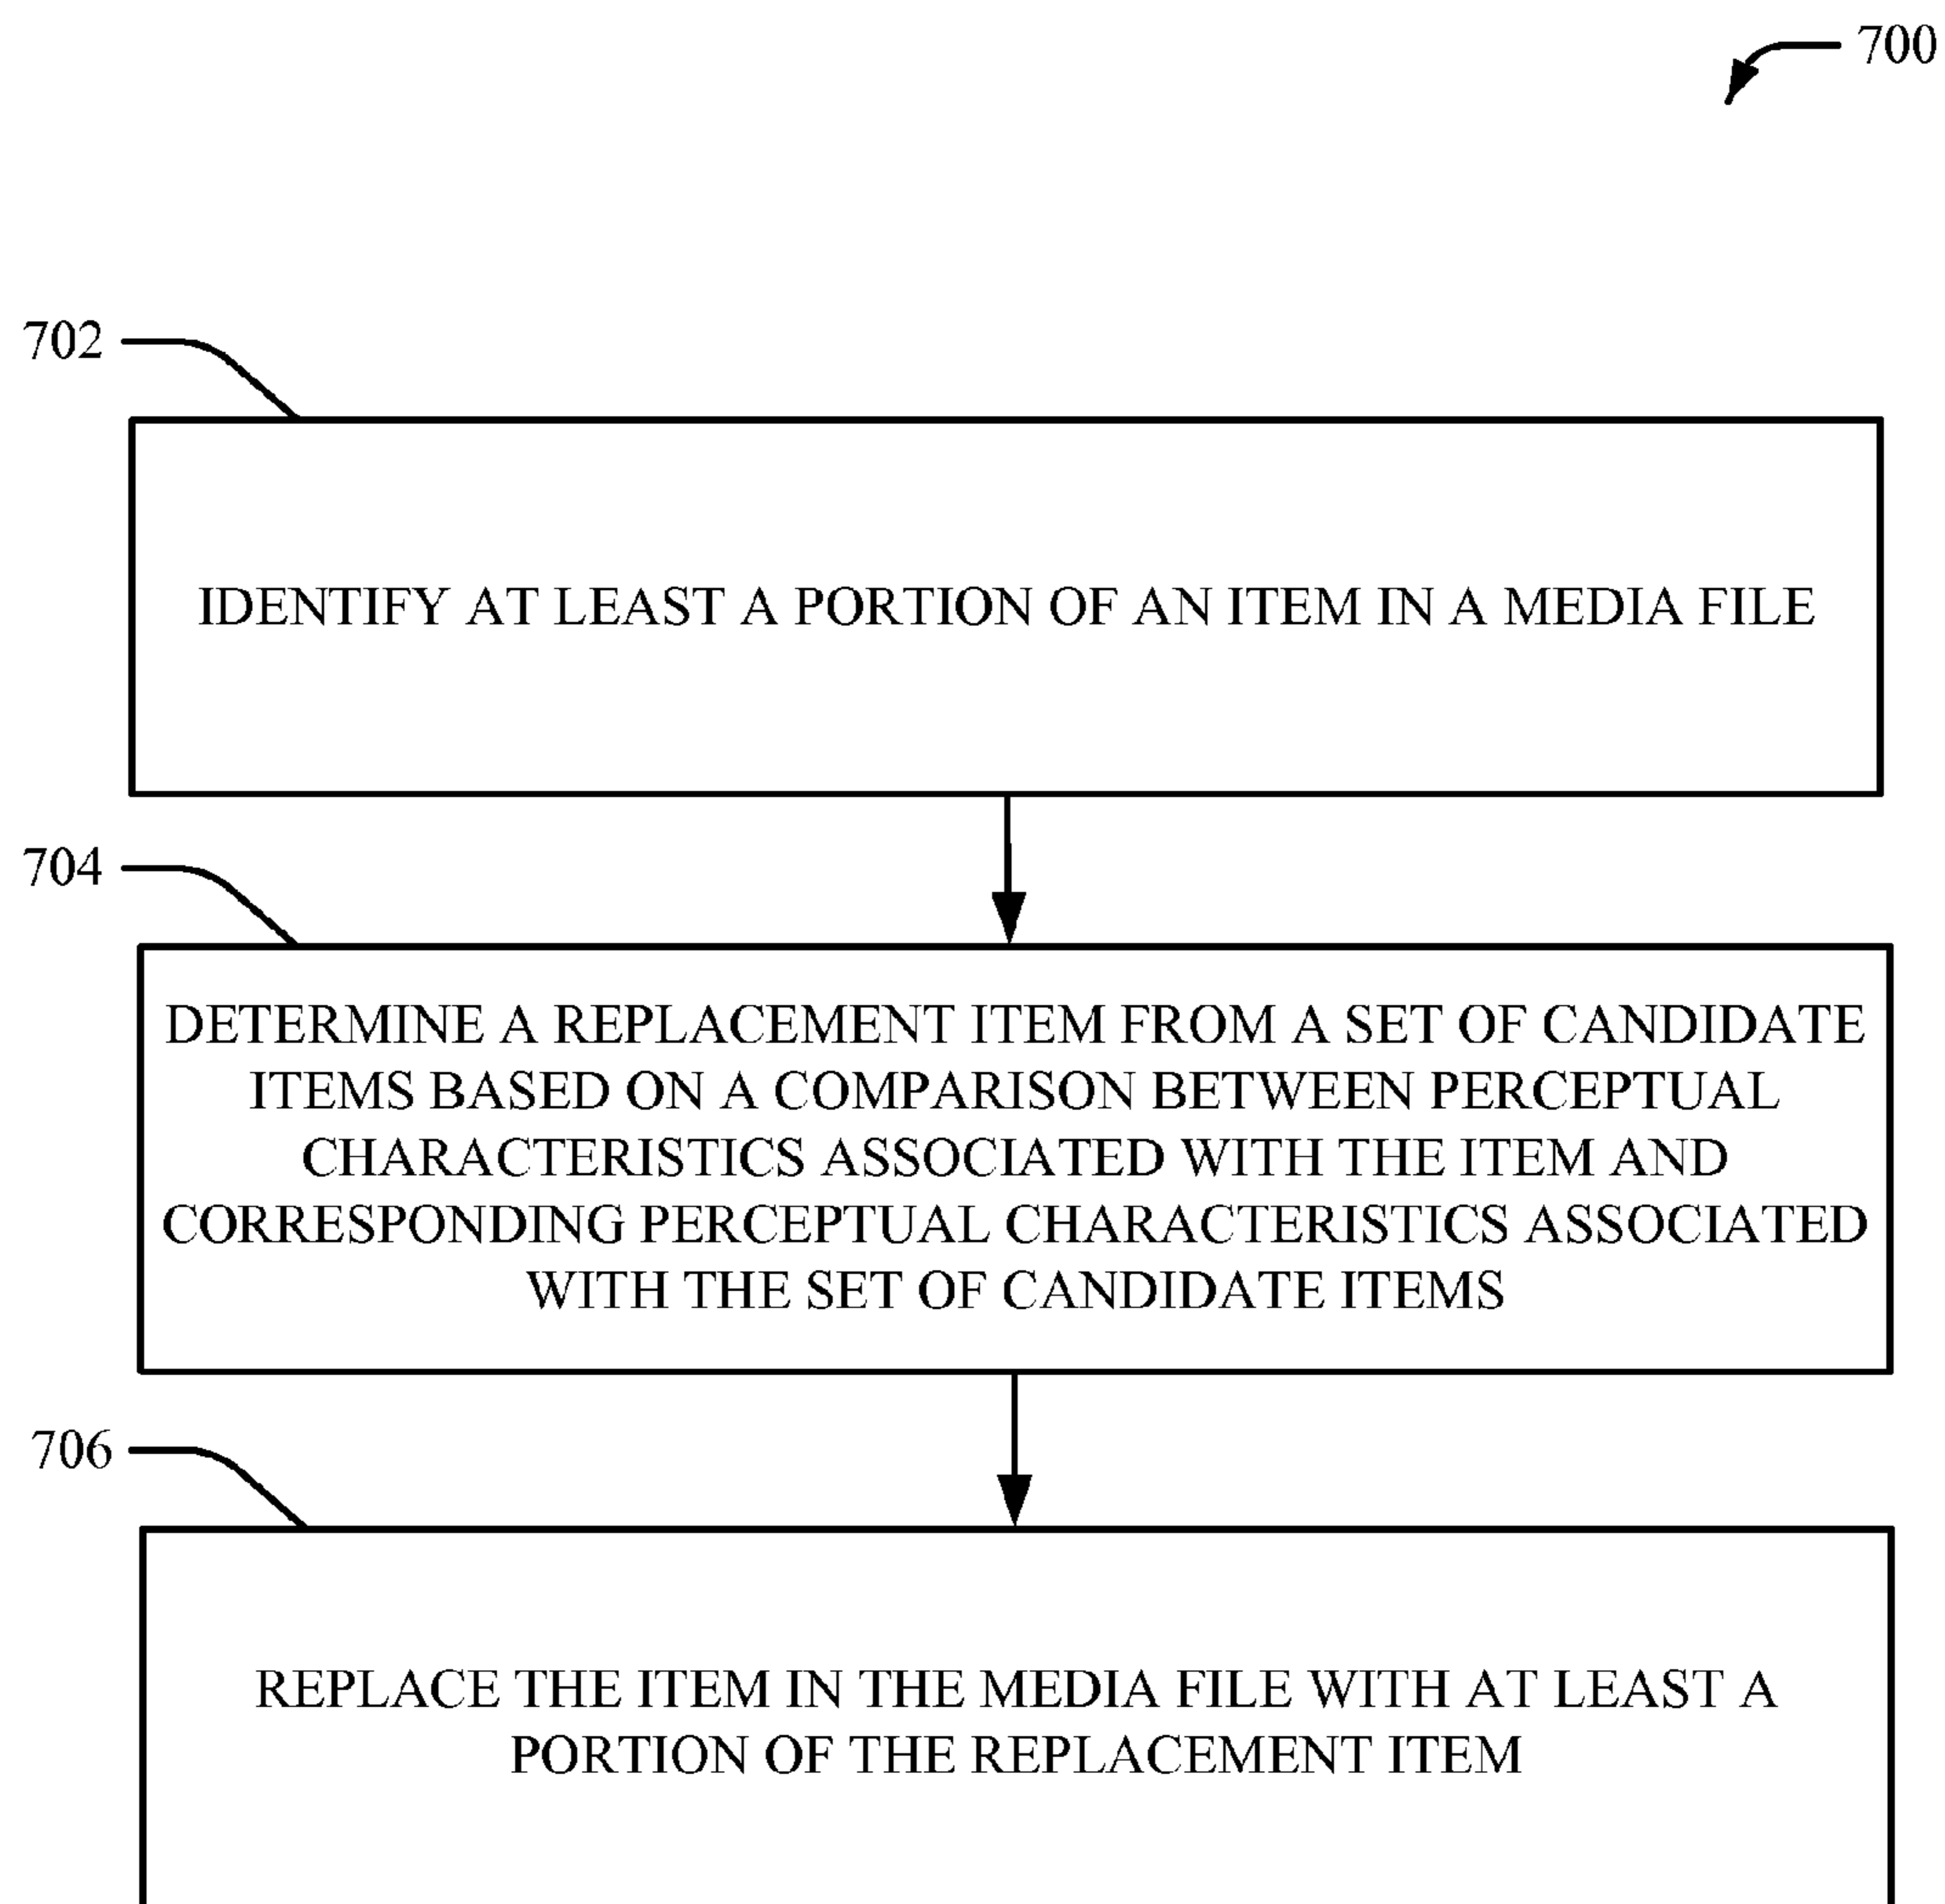 700
702
IDENTIFY AT LEAST A PORTION OF AN ITEM IN A MEDIA FILE
704
DETERMINE A REPLACEMENT ITEM FROM A SET OF CANDIDATE
ITEMS BASED ON A COMPARISON BETWEEN PERCEPTUAL
CHARACTERISTICS ASSOCIATED WITH THE ITEM AND
CORRESPONDING PERCEPTUAL CHARACTERISTICS ASSOCIATED
WITH THE SET OF CANDIDATE ITEMS
706
REPLACE THE ITEM IN THE MEDIA FILE WITH AT LEAST A
PORTION OF THE REPLACEMENT ITEM